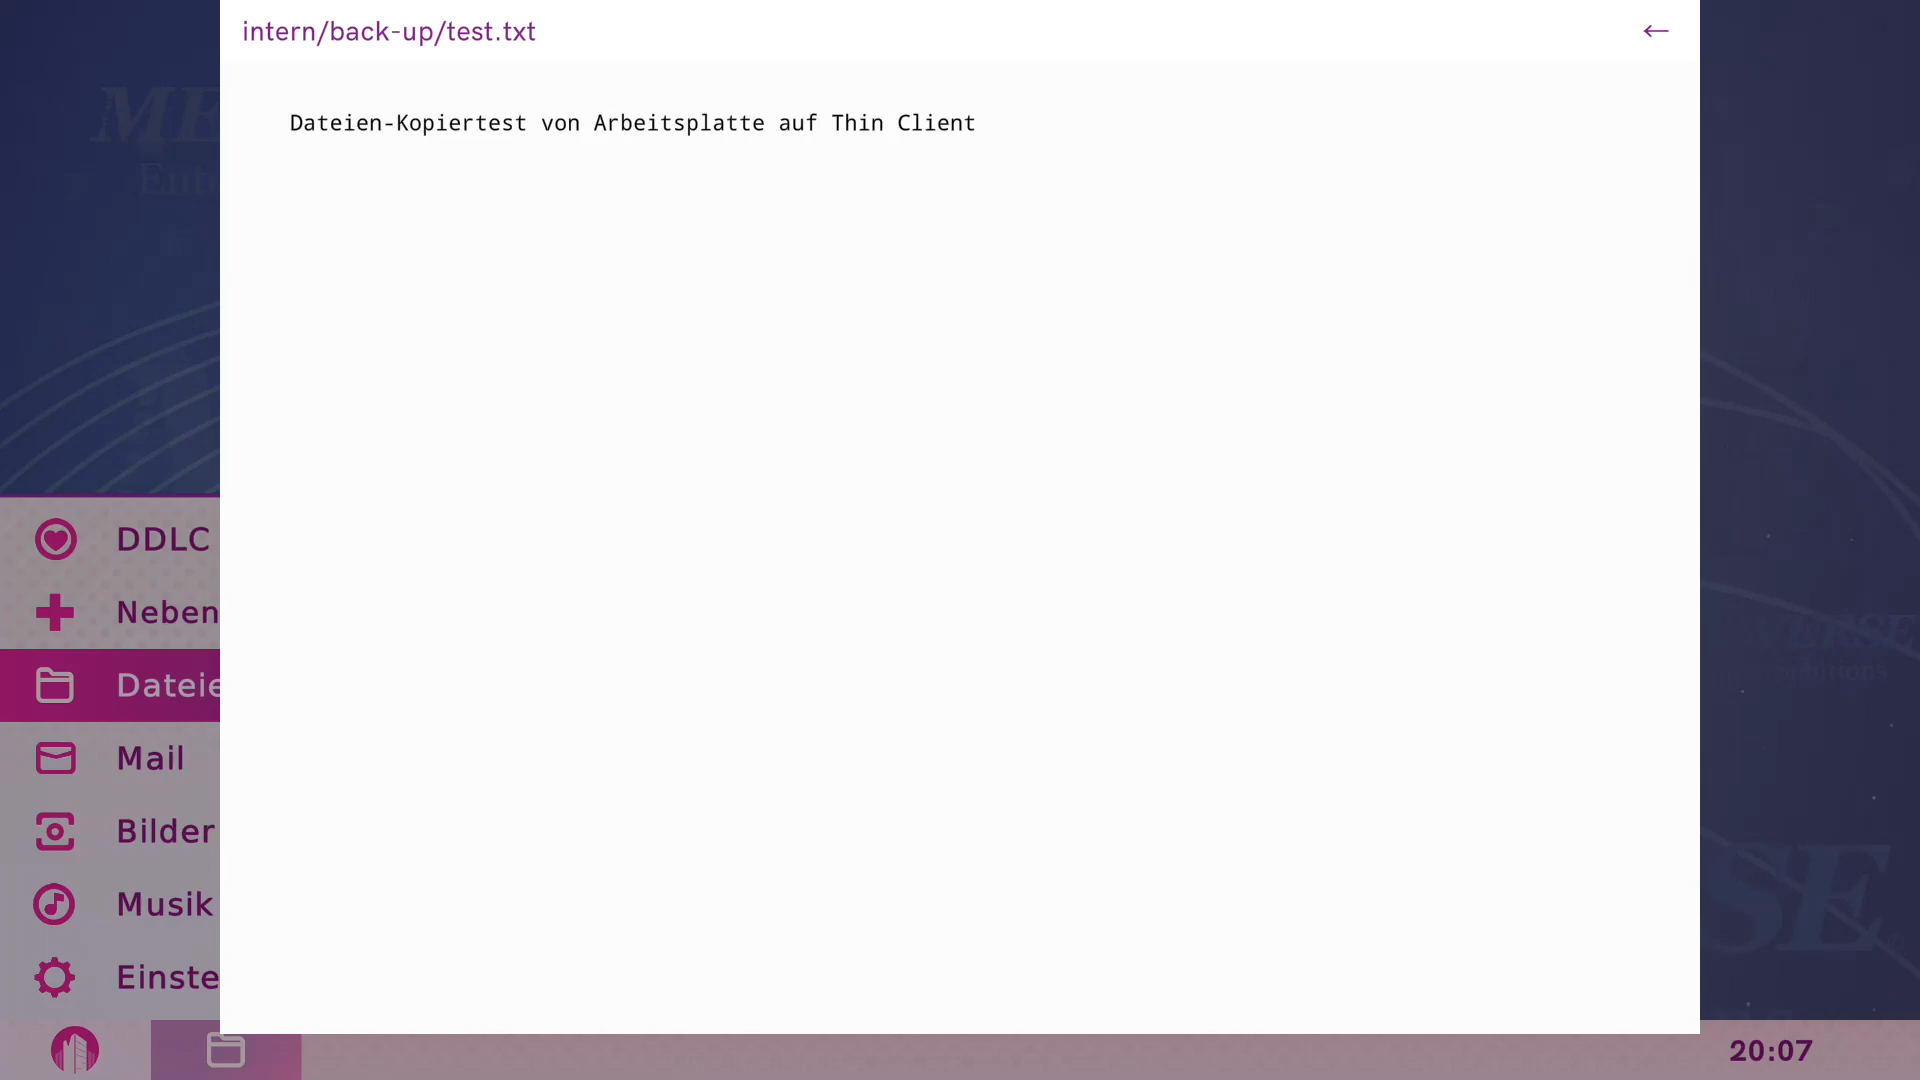 intern/back-up/test.txt
←
Dateien-Kopiertest von Arbeitsplatte auf Thin Client
DDLC
Neben
Dateie
Mail
Bilder
Musik
Einste
20:07